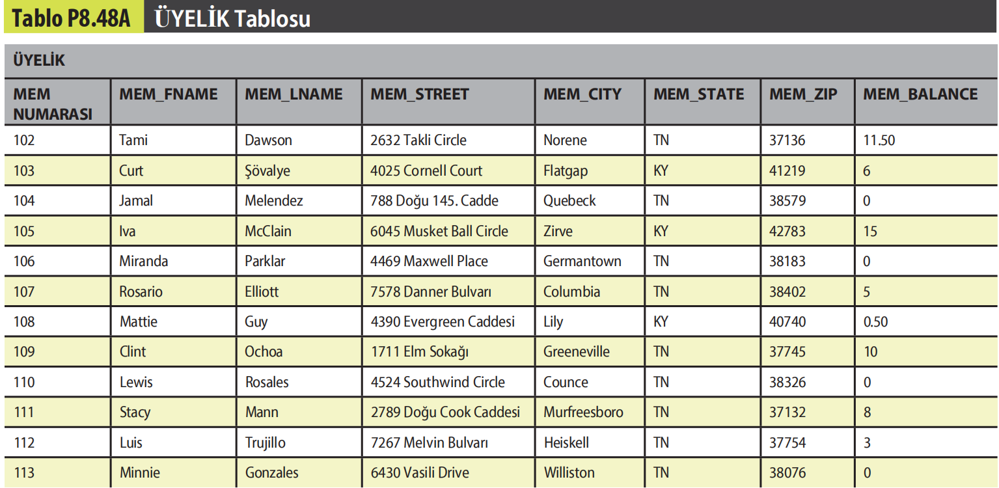 Tablo P8.48A ÜYELİK Tablosu
ÜYELİK
MEM NUMARASI MEM_FNAME MEM_LNAME MEM_STREET MEM_CITY MEM_STATE MEM_ZIP MEM_BALANCE
102 Tami Dawson 2632 Takli Circle Norene TN 37136 11.50
103 Curt Şövalye 4025 Cornell Court Flatgap KY 41219 6
104 Jamal Melendez 788 Doğu 145. Cadde Quebeck TN 38579 0
105 Iva McClain 6045 Musket Ball Circle Zirve KY 42783 15
106 Miranda Parklar 4469 Maxwell Place Germantown TN 38183 0
107 Rosario Elliott 7578 Danner Bulvarı Columbia TN 38402 5
108 Mattie Guy 4390 Evergreen Caddesi Lily KY 40740 0.50
109 Clint Ochoa 1711 Elm Sokağı Greeneville TN 37745 10
110 Lewis Rosales 4524 Southwind Circle Counce TN 38326 0
111 Stacy Mann 2789 Doğu Cook Caddesi Murfreesboro TN 37132 8
112 Luis Trujillo 7267 Melvin Bulvarı Heiskell TN 37754 3
113 Minnie Gonzales 6430 Vasili Drive Williston TN 38076 0